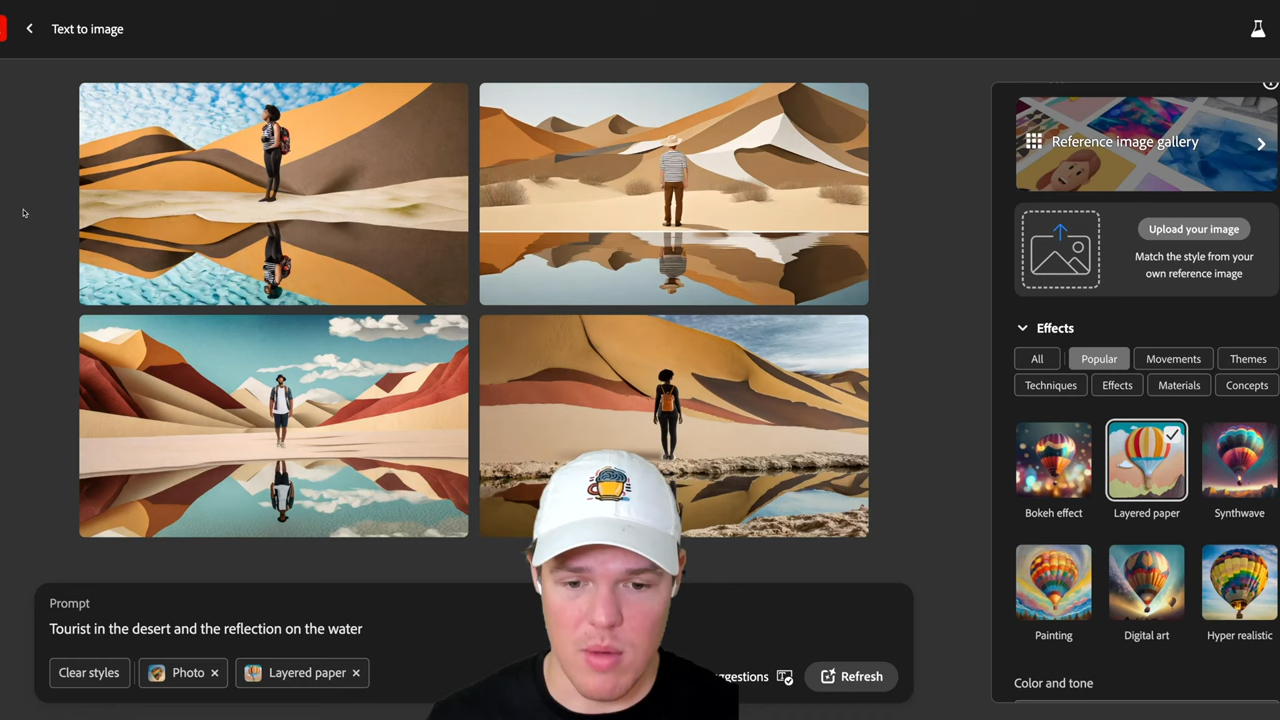 Text to image
Reference image gallery
Upload your image
Match the style from your
own reference image
Effects
All
Popular
Movements
Themes
Techniques
Effects
Materials
Concepts
Bokeh effect
Layered paper
Synthwave
Painting
Digital art
Hyper realistic
Color and tone
Prompt
Tourist in the desert and the reflection on the water
Clear styles
Photo
Layered paper
ggestions
Refresh